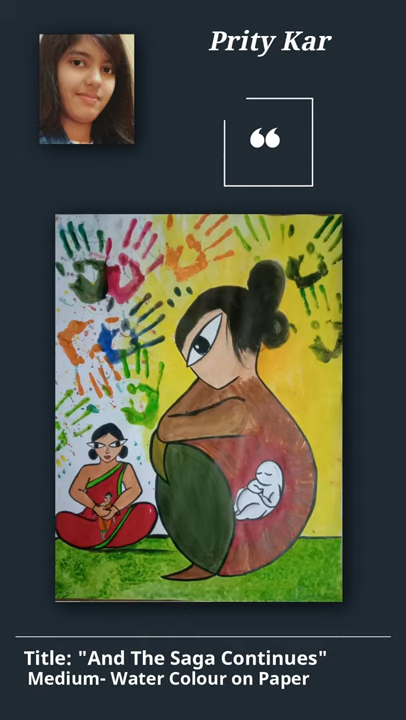 Prity Kar
❝
Title: "And The Saga Continues"
Medium- Water Colour on Paper